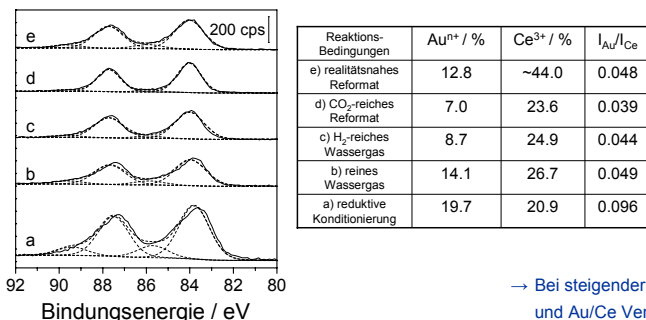 e
d
c
b
a
200 cps
92 90 88 86 84 82 80
Bindungsenergie / eV
Reaktions-
Bedingungen
Auⁿ⁺ / %
Ce³⁺ / %
I_Au/I_Ce
e) realitätsnahes
Reformat
12.8
~44.0
0.048
d) CO₂-reiches
Reformat
7.0
23.6
0.039
c) H₂-reiches
Wassergas
8.7
24.9
0.044
b) reines
Wassergas
14.1
26.7
0.049
a) reduktive
Konditionierung
19.7
20.9
0.096
→ Bei steigender
und Au/Ce Ver